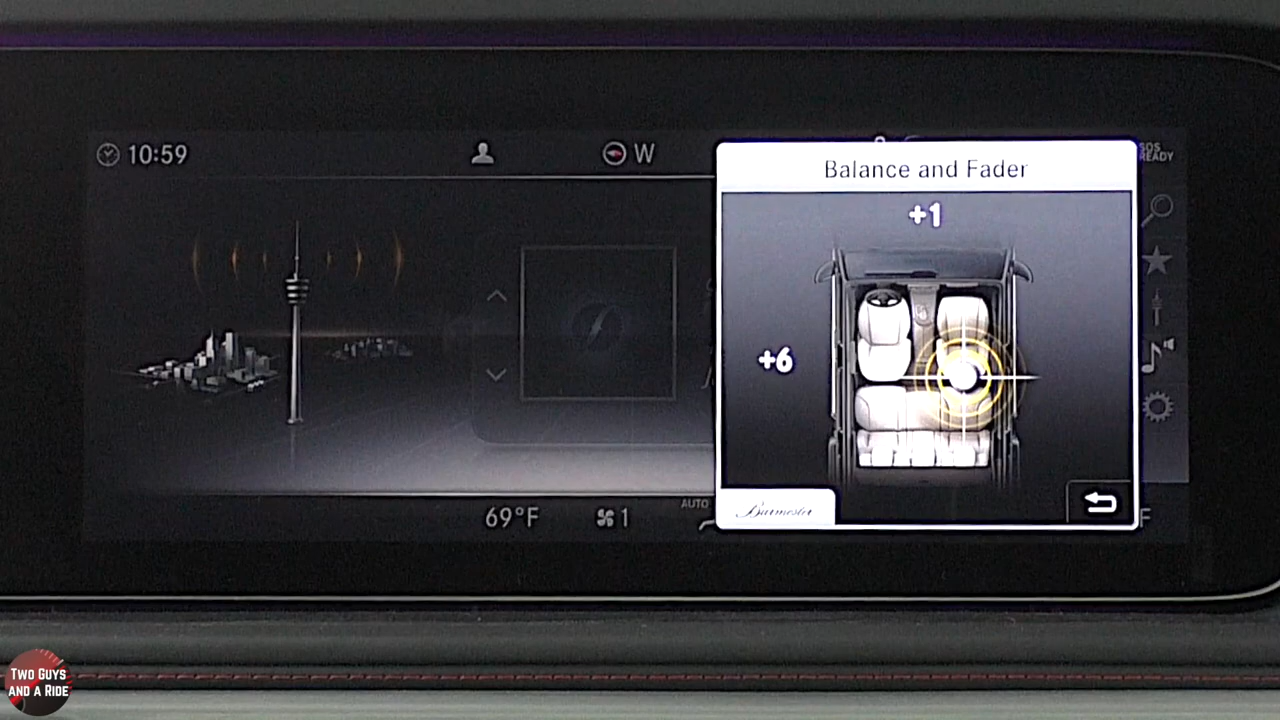 10:59
W
SOS
READY
Balance and Fader
+1
+6
Burmester
69°F
1
AUTO
F
TWO GUYS
AND A RIDE